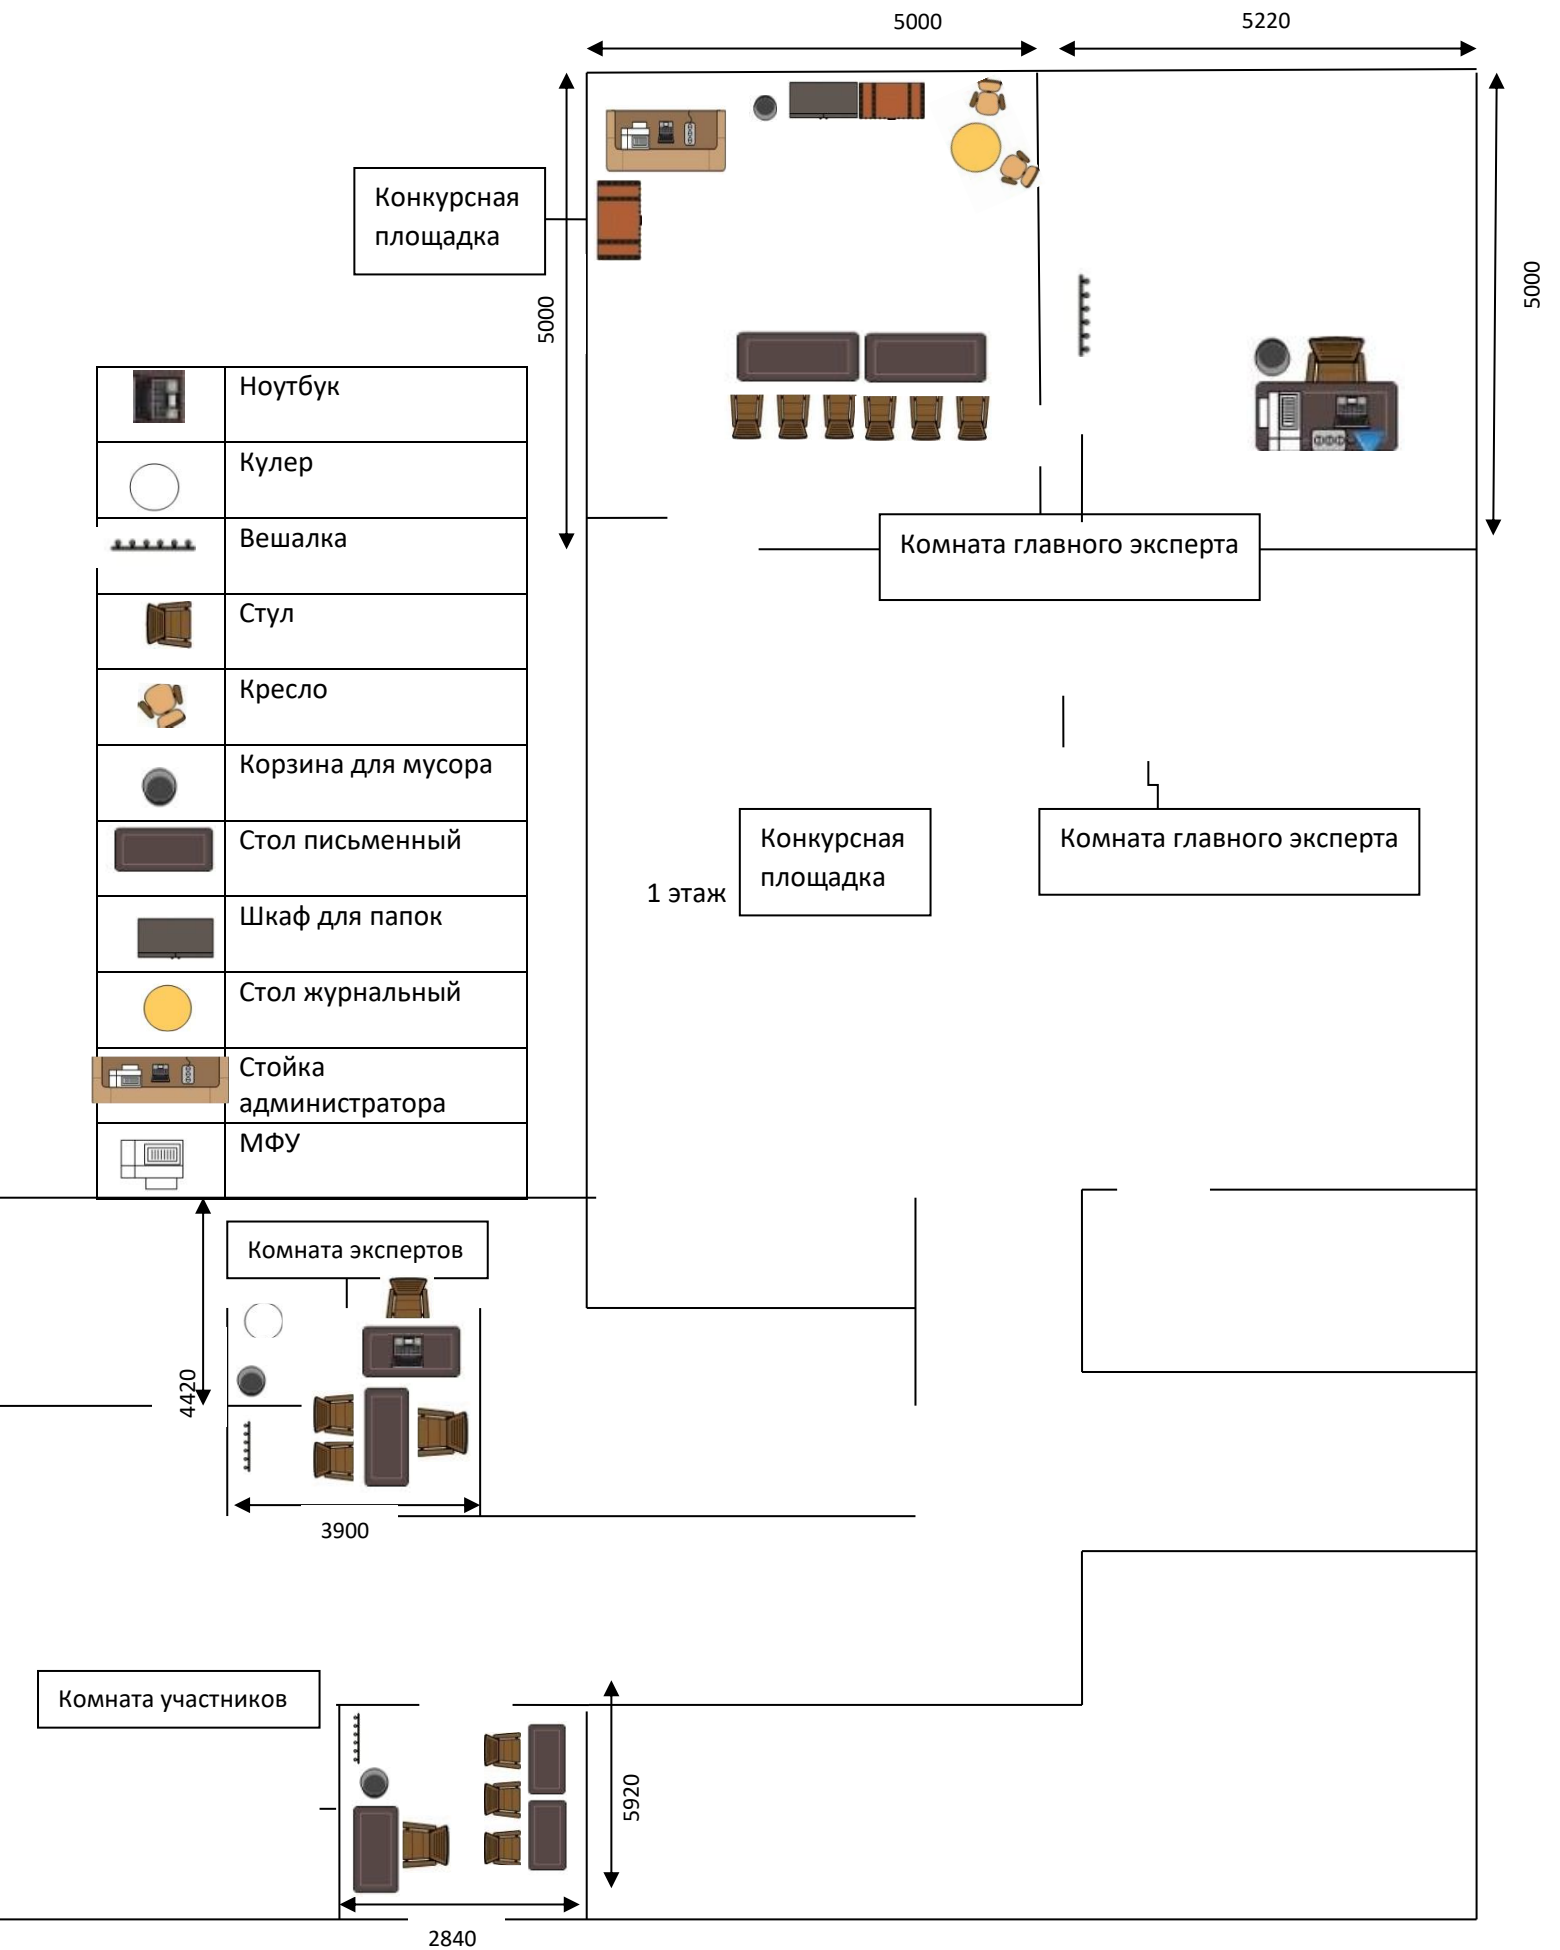 5000
5220
Конкурсная
площадка
5000
5000
Ноутбук
Кулер
Вешалка
Стул
Кресло
Корзина для мусора
Стол письменный
Шкаф для папок
Стол журнальный
Стойка
администратора
МФУ
Комната главного эксперта
Конкурсная
площадка
Комната главного эксперта
1 этаж
Комната экспертов
4420
3900
Комната участников
5920
2840